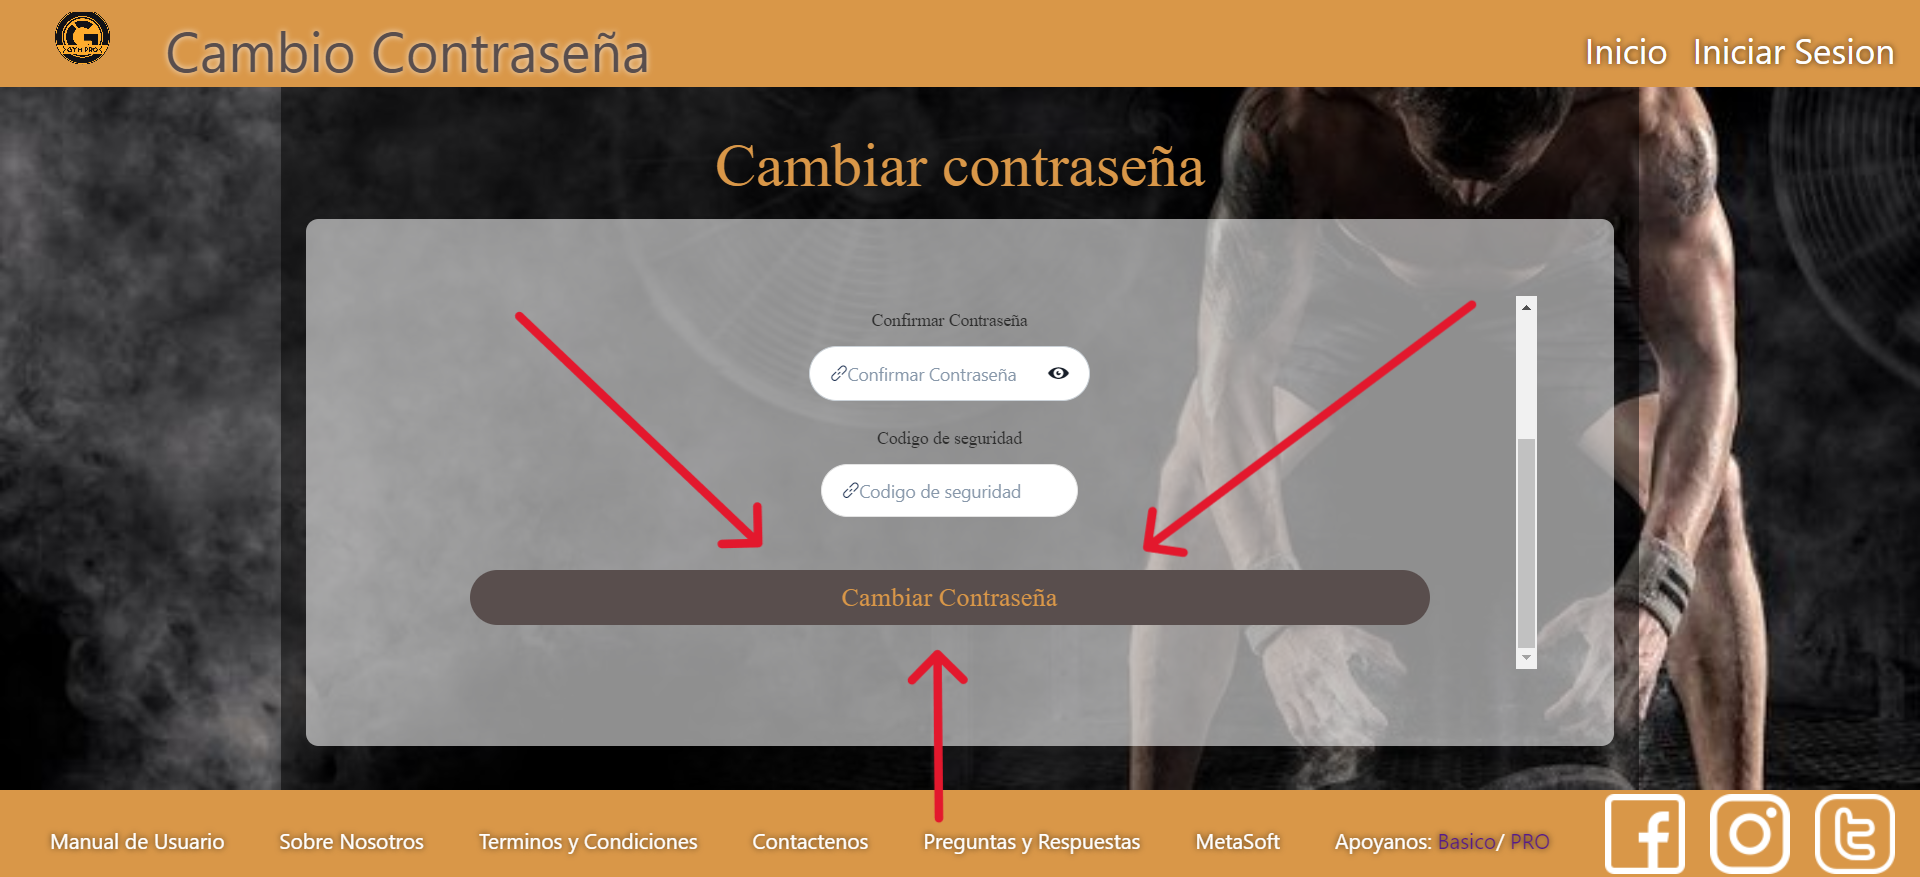 GYM PRO
Cambio Contraseña
Inicio Iniciar Sesion
Cambiar contraseña
Confirmar Contraseña
Confirmar Contraseña
Codigo de seguridad
Codigo de seguridad
Cambiar Contraseña
Manual de Usuario Sobre Nosotros Terminos y Condiciones Contactenos Preguntas y Respuestas MetaSoft Apoyanos: Basico/ PRO